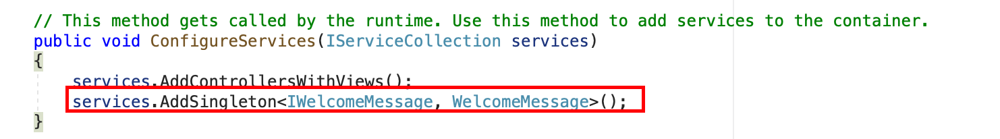 // This method gets called by the runtime. Use this method to add services to the container.
public void ConfigureServices(IServiceCollection services)
{
services.AddControllersWithViews();
services.AddSingleton<IWelcomeMessage, WelcomeMessage>();
}